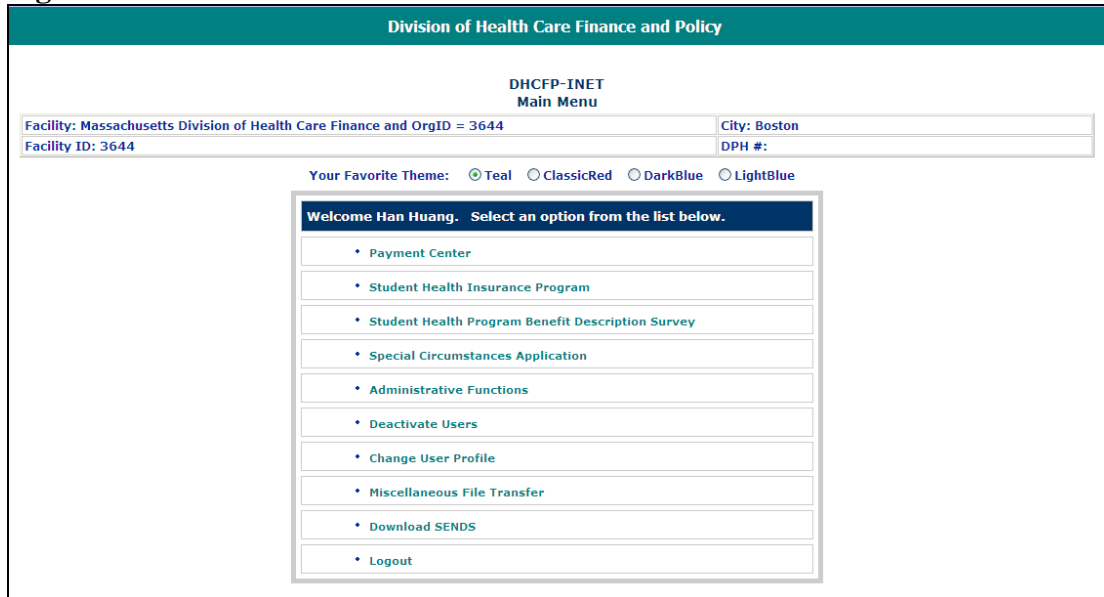 Division of Health Care Finance and Policy
DHCFP-INET
Main Menu
Facility: Massachusetts Division of Health Care Finance and OrgID = 3644 City: Boston
Facility ID: 3644 DPH #:
Your Favorite Theme: Teal ClassicRed DarkBlue LightBlue
Welcome Han Huang. Select an option from the list below.
• Payment Center
• Student Health Insurance Program
• Student Health Program Benefit Description Survey
• Special Circumstances Application
• Administrative Functions
• Deactivate Users
• Change User Profile
• Miscellaneous File Transfer
• Download SENDS
• Logout